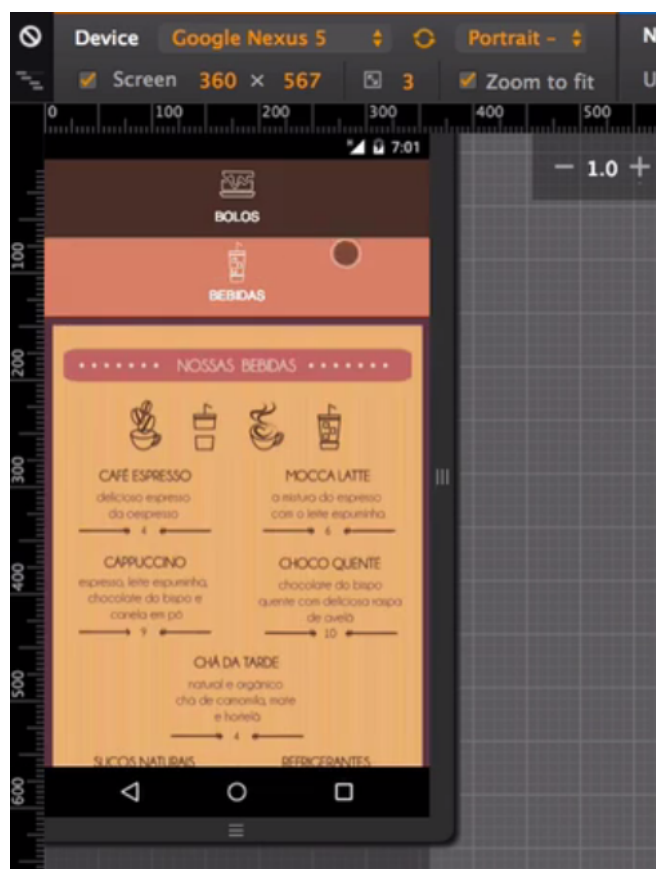 Device Google Nexus 5 Portrait – N
Screen 360 × 567 3 Zoom to fit U
0 100 200 300 400 500
7:01
− 1.0 +
BOLOS
100
BEBIDAS
200
NOSSAS BEBIDAS
300
CAFÉ ESPRESSO MOCCA LATTE
delicioso espresso a mistura do espresso
da cespresso com o leite espuminha
4 6
400
CAPPUCCINO CHOCO QUENTE
espresso, leite espuminha, chocolate do bispo
chocolate do bispo e quente com deliciosa raspa
canela em pó de avelã
9 10
500
CHÁ DA TARDE
natural e orgânico
cha de camomila, mate
e hortelã
4
SUCOS NATURAIS REFRIGERANTES
600